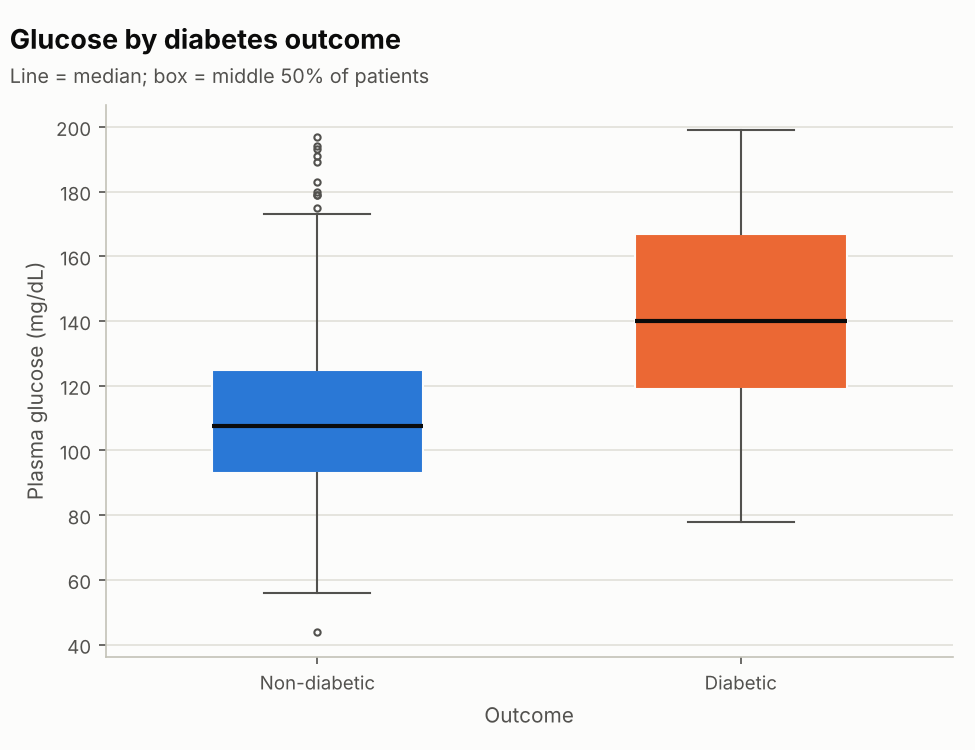 Glucose by diabetes outcome
Line = median; box = middle 50% of patients
Plasma glucose (mg/dL)
200
180
160
140
120
100
80
60
40
Non-diabetic
Diabetic
Outcome